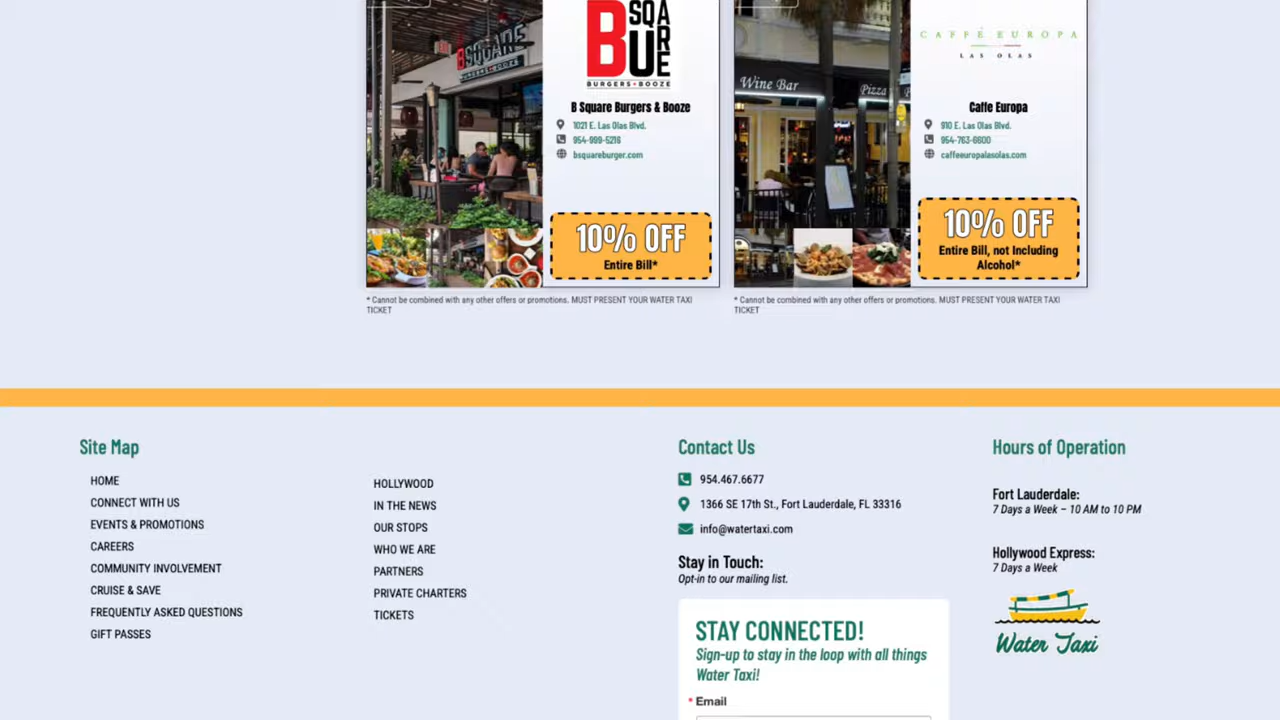 BSQUARE
BURGERS + BOOZE
B Square Burgers & Booze
1021 E. Las Olas Blvd.
954-999-5216
bsquareburger.com
10% OFF
Entire Bill*
* Cannot be combined with any other offers or promotions. MUST PRESENT YOUR WATER TAXI
TICKET
Wine Bar
Pizza
CAFFÈ EUROPA
LAS OLAS
Caffe Europa
910 E. Las Olas Blvd.
954-763-6600
caffeeuropalasolas.com
10% OFF
Entire Bill, not Including
Alcohol*
* Cannot be combined with any other offers or promotions. MUST PRESENT YOUR WATER TAXI
TICKET
Site Map
HOME
CONNECT WITH US
EVENTS & PROMOTIONS
CAREERS
COMMUNITY INVOLVEMENT
CRUISE & SAVE
FREQUENTLY ASKED QUESTIONS
GIFT PASSES
HOLLYWOOD
IN THE NEWS
OUR STOPS
WHO WE ARE
PARTNERS
PRIVATE CHARTERS
TICKETS
Contact Us
954.467.6677
1366 SE 17th St., Fort Lauderdale, FL 33316
info@watertaxi.com
Stay in Touch:
Opt-in to our mailing list.
STAY CONNECTED!
Sign-up to stay in the loop with all things
Water Taxi!
* Email
Hours of Operation
Fort Lauderdale:
7 Days a Week – 10 AM to 10 PM
Hollywood Express:
7 Days a Week
Water Taxi